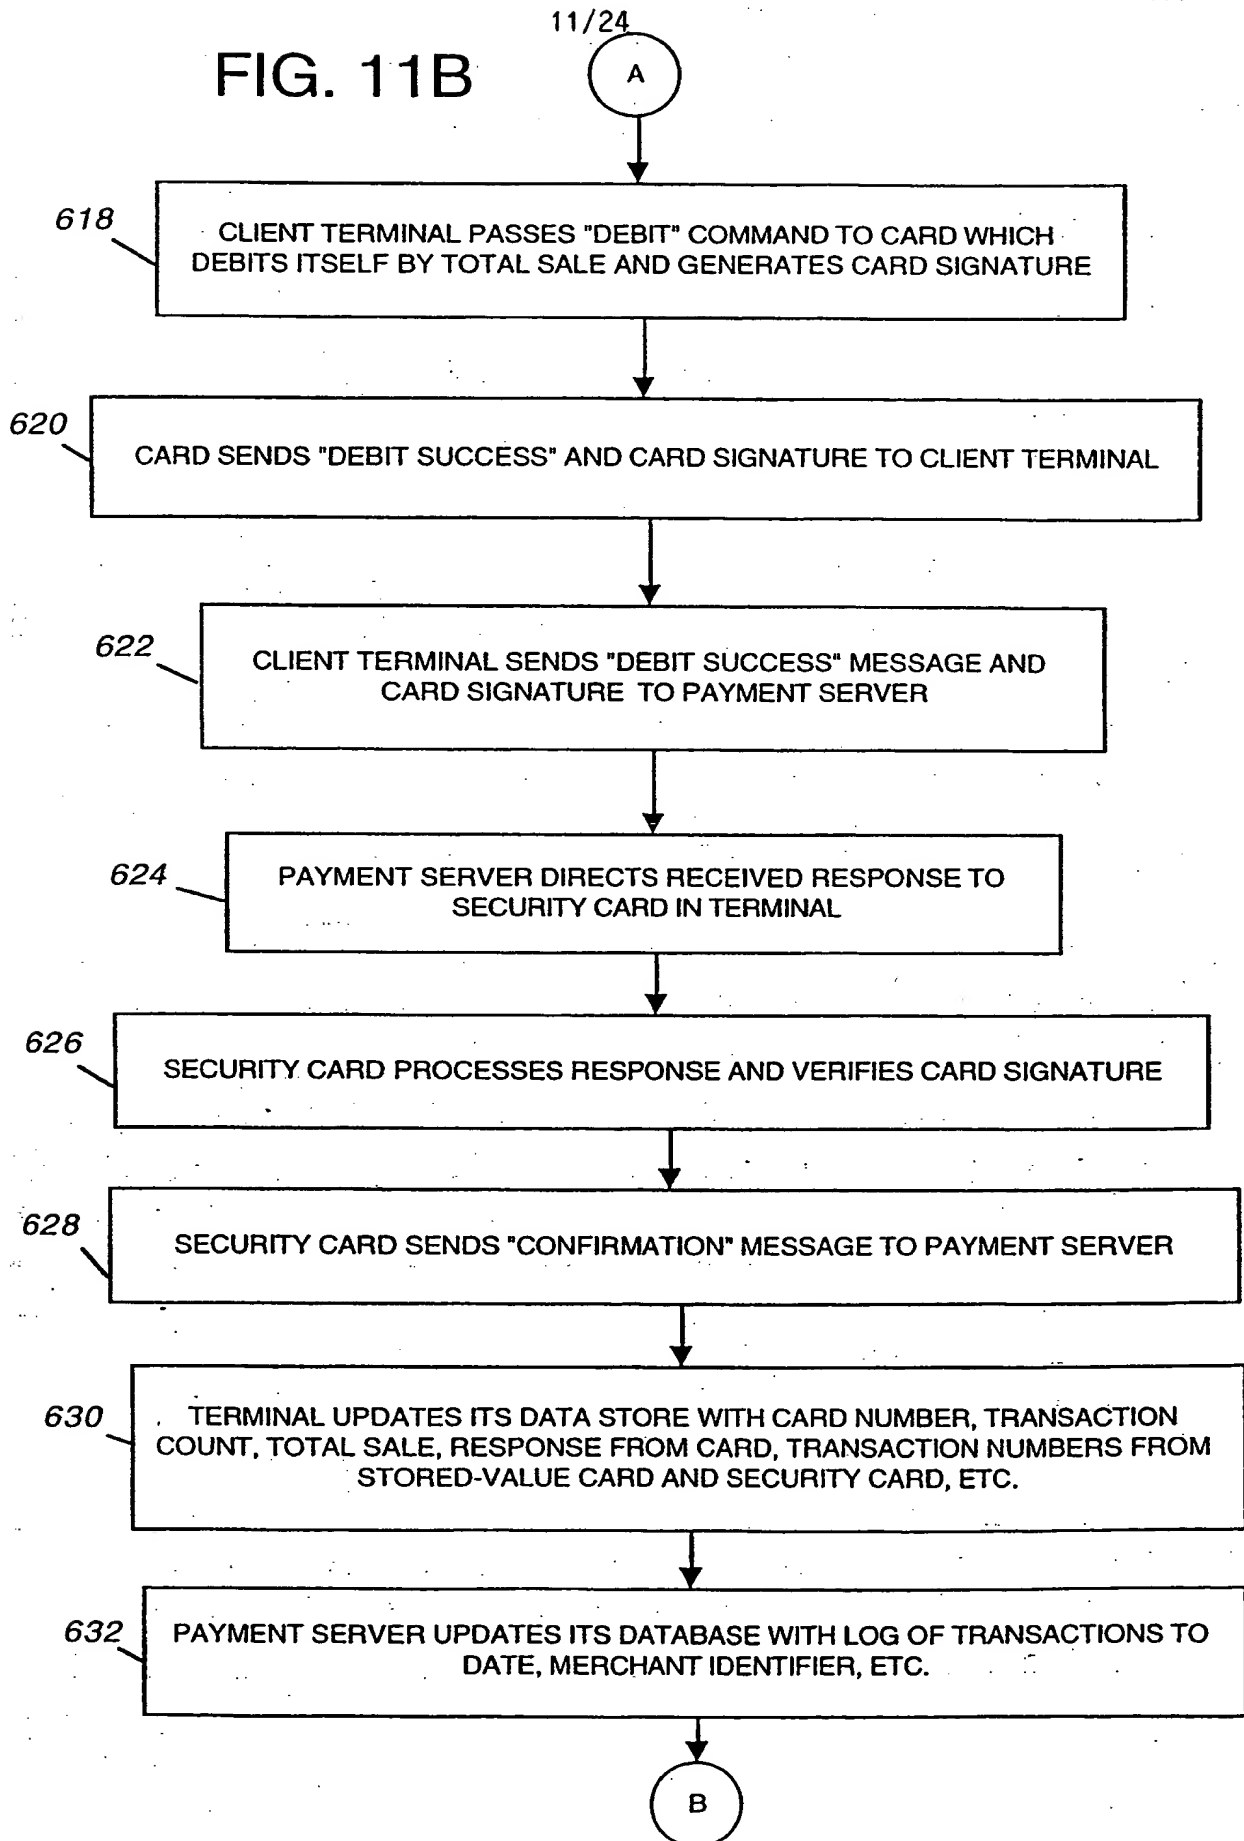 11/24
FIG. 11B
A
618
CLIENT TERMINAL PASSES "DEBIT" COMMAND TO CARD WHICH
DEBITS ITSELF BY TOTAL SALE AND GENERATES CARD SIGNATURE
620
CARD SENDS "DEBIT SUCCESS" AND CARD SIGNATURE TO CLIENT TERMINAL
622
CLIENT TERMINAL SENDS "DEBIT SUCCESS" MESSAGE AND
CARD SIGNATURE TO PAYMENT SERVER
624
PAYMENT SERVER DIRECTS RECEIVED RESPONSE TO
SECURITY CARD IN TERMINAL
626
SECURITY CARD PROCESSES RESPONSE AND VERIFIES CARD SIGNATURE
628
SECURITY CARD SENDS "CONFIRMATION" MESSAGE TO PAYMENT SERVER
630
TERMINAL UPDATES ITS DATA STORE WITH CARD NUMBER, TRANSACTION
COUNT, TOTAL SALE, RESPONSE FROM CARD, TRANSACTION NUMBERS FROM
STORED-VALUE CARD AND SECURITY CARD, ETC.
632
PAYMENT SERVER UPDATES ITS DATABASE WITH LOG OF TRANSACTIONS TO
DATE, MERCHANT IDENTIFIER, ETC.
B